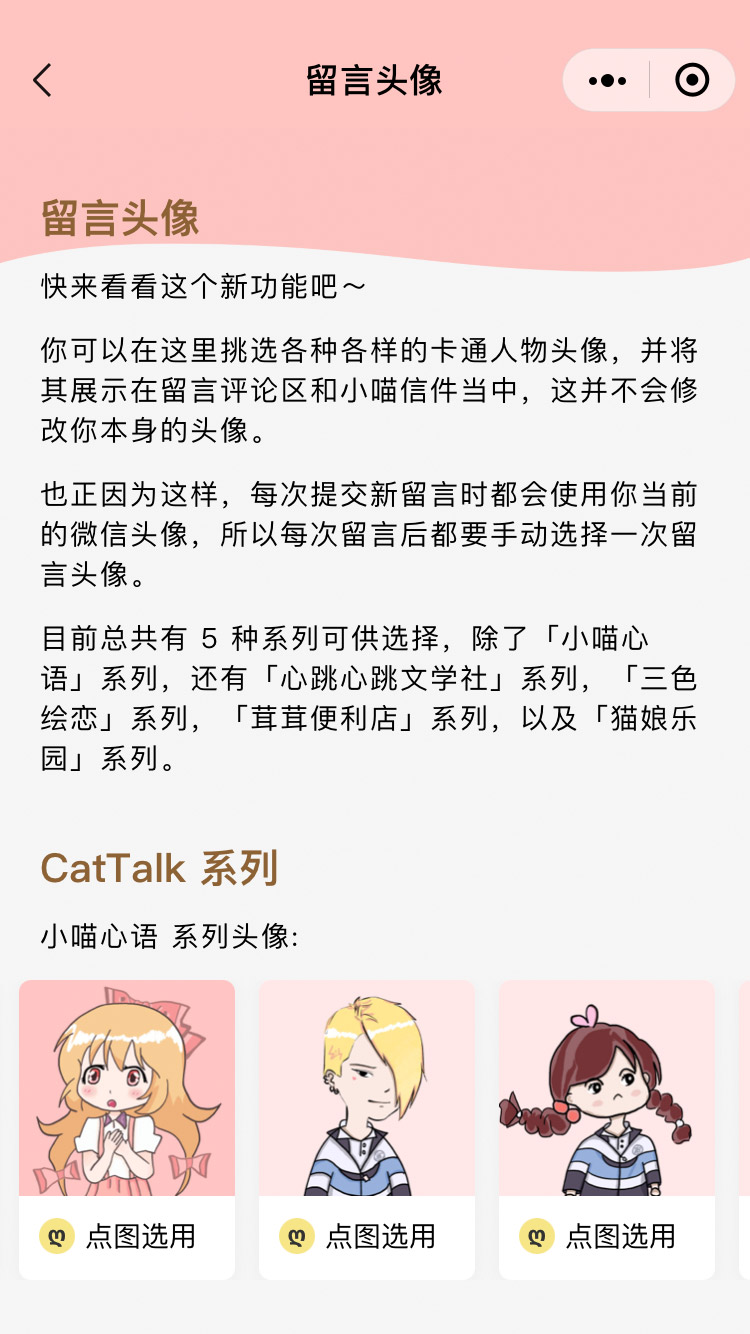 留言头像
留言头像
快来看看这个新功能吧～
你可以在这里挑选各种各样的卡通人物头像，并将
其展示在留言评论区和小喵信件当中，这并不会修
改你本身的头像。
也正因为这样，每次提交新留言时都会使用你当前
的微信头像，所以每次留言后都要手动选择一次留
言头像。
目前总共有 5 种系列可供选择，除了「小喵心
语」系列，还有「心跳心跳文学社」系列，「三色
绘恋」系列，「茸茸便利店」系列，以及「猫娘乐
园」系列。
CatTalk 系列
小喵心语 系列头像:
点图选用
点图选用
点图选用